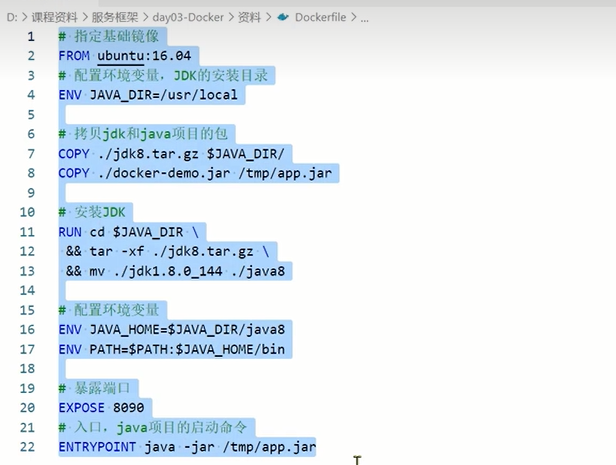 D: > 课程资料 > 服务框架 > day03-Docker > 资料 > Dockerfile > ...
1 # 指定基础镜像
2 FROM ubuntu:16.04
3 # 配置环境变量，JDK的安装目录
4 ENV JAVA_DIR=/usr/local
5
6 # 拷贝jdk和java项目的包
7 COPY ./jdk8.tar.gz $JAVA_DIR/
8 COPY ./docker-demo.jar /tmp/app.jar
9
10 # 安装JDK
11 RUN cd $JAVA_DIR \
12 && tar -xf ./jdk8.tar.gz \
13 && mv ./jdk1.8.0_144 ./java8
14
15 # 配置环境变量
16 ENV JAVA_HOME=$JAVA_DIR/java8
17 ENV PATH=$PATH:$JAVA_HOME/bin
18
19 # 暴露端口
20 EXPOSE 8090
21 # 入口，java项目的启动命令
22 ENTRYPOINT java -jar /tmp/app.jar